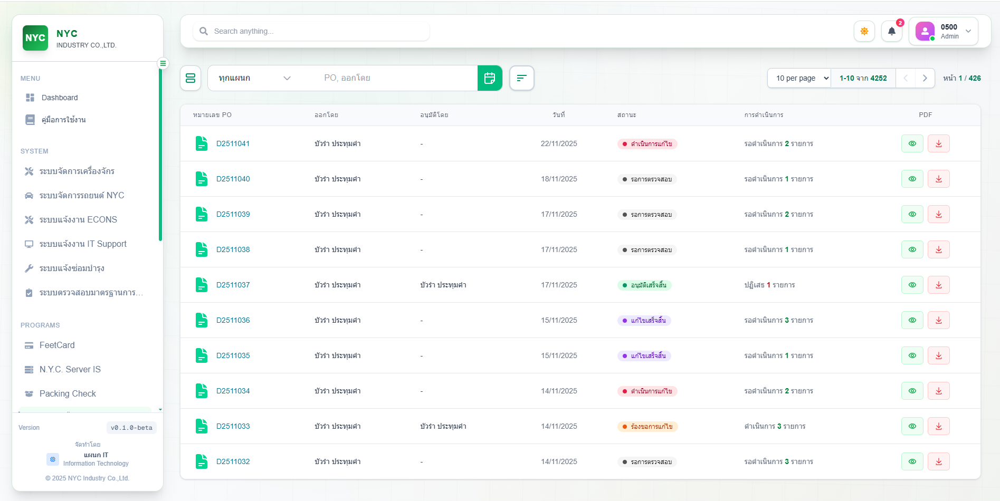 NYC
NYC
INDUSTRY CO.,LTD.
Search anything...
2
0500
Admin
MENU
Dashboard
คู่มือการใช้งาน
SYSTEM
ระบบจัดการเครื่องจักร
ระบบจัดการรถยนต์ NYC
ระบบแจ้งงาน ECONS
ระบบแจ้งงาน IT Support
ระบบแจ้งซ่อมบำรุง
ระบบตรวจสอบมาตรฐานการ...
PROGRAMS
FeetCard
N.Y.C. Server IS
Packing Check
Version v0.1.0-beta
จัดทำโดย
แผนก IT
Information Technology
© 2025 NYC Industry Co.,Ltd.
ทุกแผนก PO, ออกโดย 10 per page 1-10 จาก 4252 หน้า 1 / 426
หมายเลข PO ออกโดย อนุมัติโดย วันที่ สถานะ การดำเนินการ PDF
D2511041 บัวรำ ประทุมคำ - 22/11/2025 ดำเนินการแก้ไข รอดำเนินการ 2 รายการ
D2511040 บัวรำ ประทุมคำ - 18/11/2025 รอการตรวจสอบ รอดำเนินการ 1 รายการ
D2511039 บัวรำ ประทุมคำ - 17/11/2025 รอการตรวจสอบ รอดำเนินการ 2 รายการ
D2511038 บัวรำ ประทุมคำ - 17/11/2025 รอการตรวจสอบ รอดำเนินการ 1 รายการ
D2511037 บัวรำ ประทุมคำ บัวรำ ประทุมคำ 17/11/2025 อนุมัติเสร็จสิ้น ปฏิเสธ 1 รายการ
D2511036 บัวรำ ประทุมคำ - 15/11/2025 แก้ไขเสร็จสิ้น รอดำเนินการ 3 รายการ
D2511035 บัวรำ ประทุมคำ - 15/11/2025 แก้ไขเสร็จสิ้น รอดำเนินการ 1 รายการ
D2511034 บัวรำ ประทุมคำ - 14/11/2025 ดำเนินการแก้ไข รอดำเนินการ 2 รายการ
D2511033 บัวรำ ประทุมคำ บัวรำ ประทุมคำ 14/11/2025 ร้องขอการแก้ไข ดำเนินการ 3 รายการ
D2511032 บัวรำ ประทุมคำ - 14/11/2025 รอการตรวจสอบ รอดำเนินการ 3 รายการ